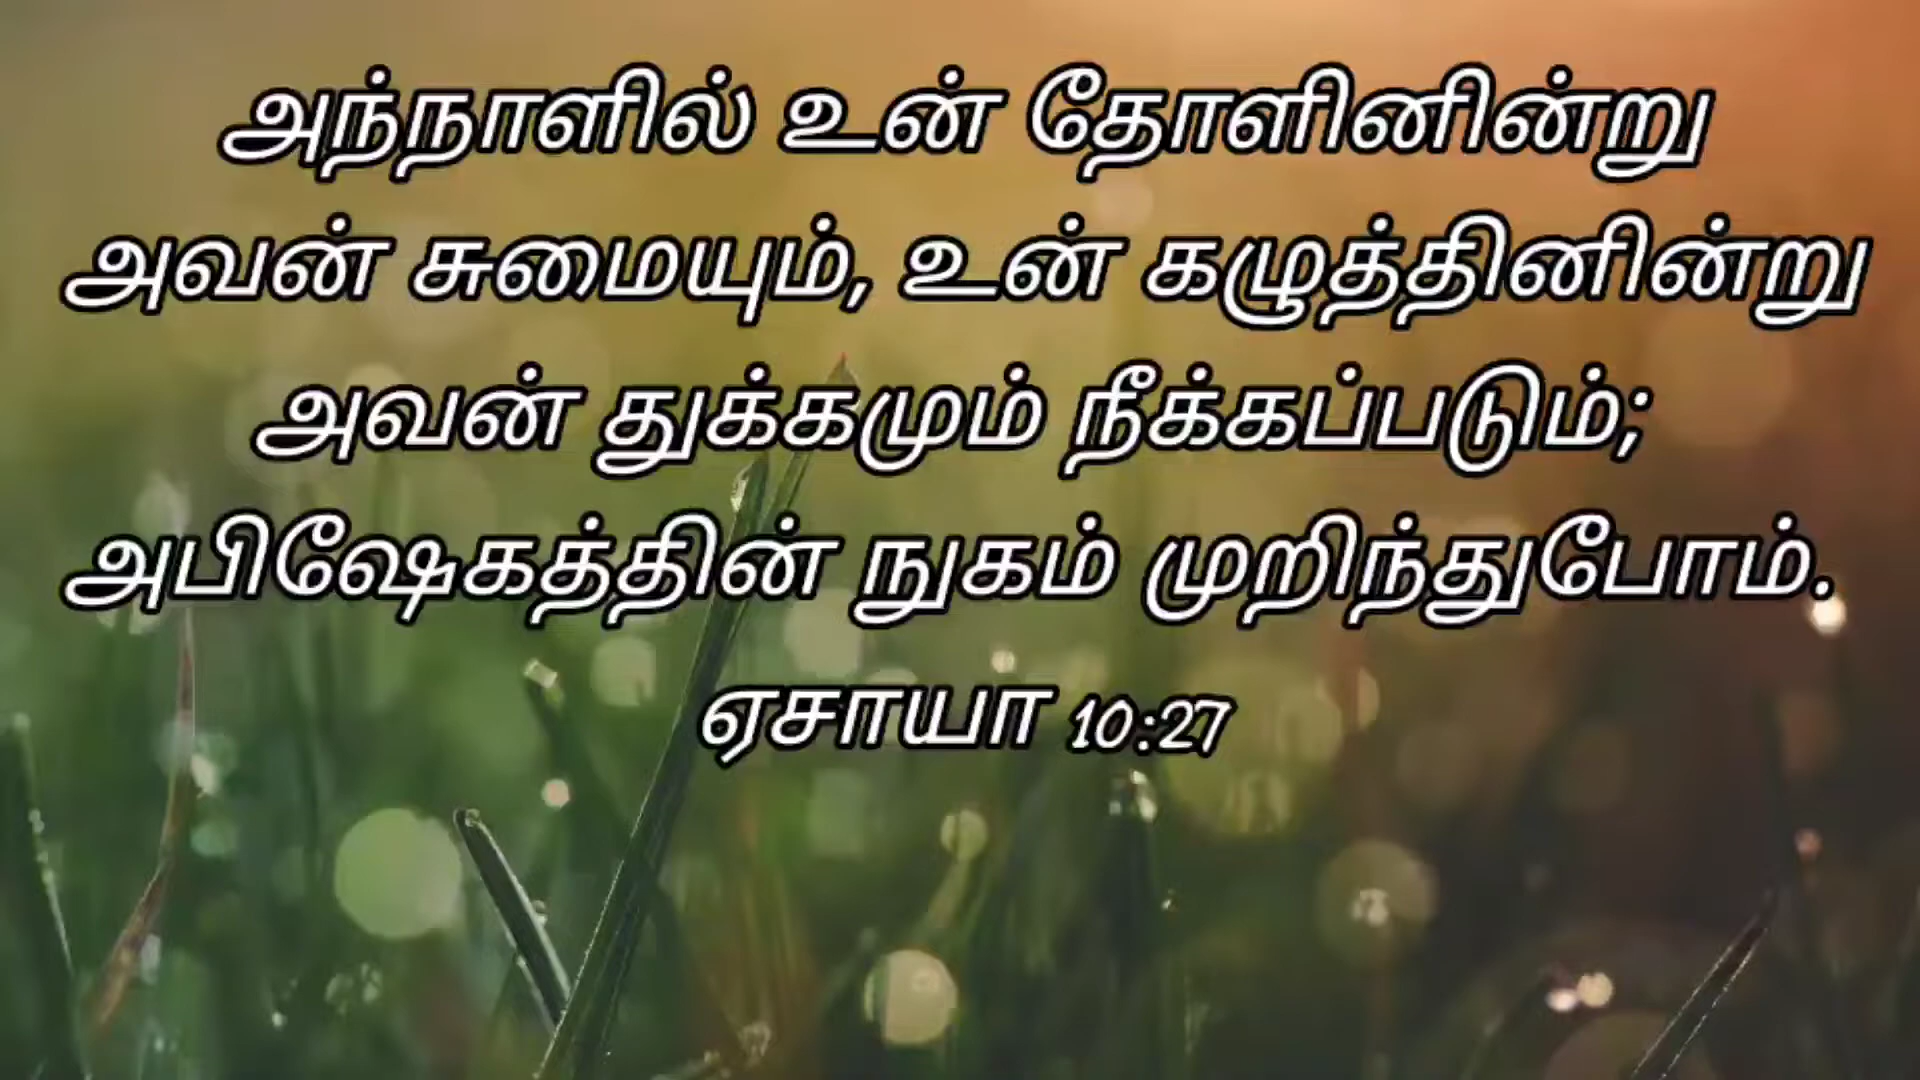 அந்நாளில் உன் தோளினின்று
அவன் சுமையும், உன் கழுத்தினின்று
அவன் துக்கமும் நீக்கப்படும்;
அபிஷேகத்தின் நுகம் முறிந்துபோம்.
ஏசாயா 10:27